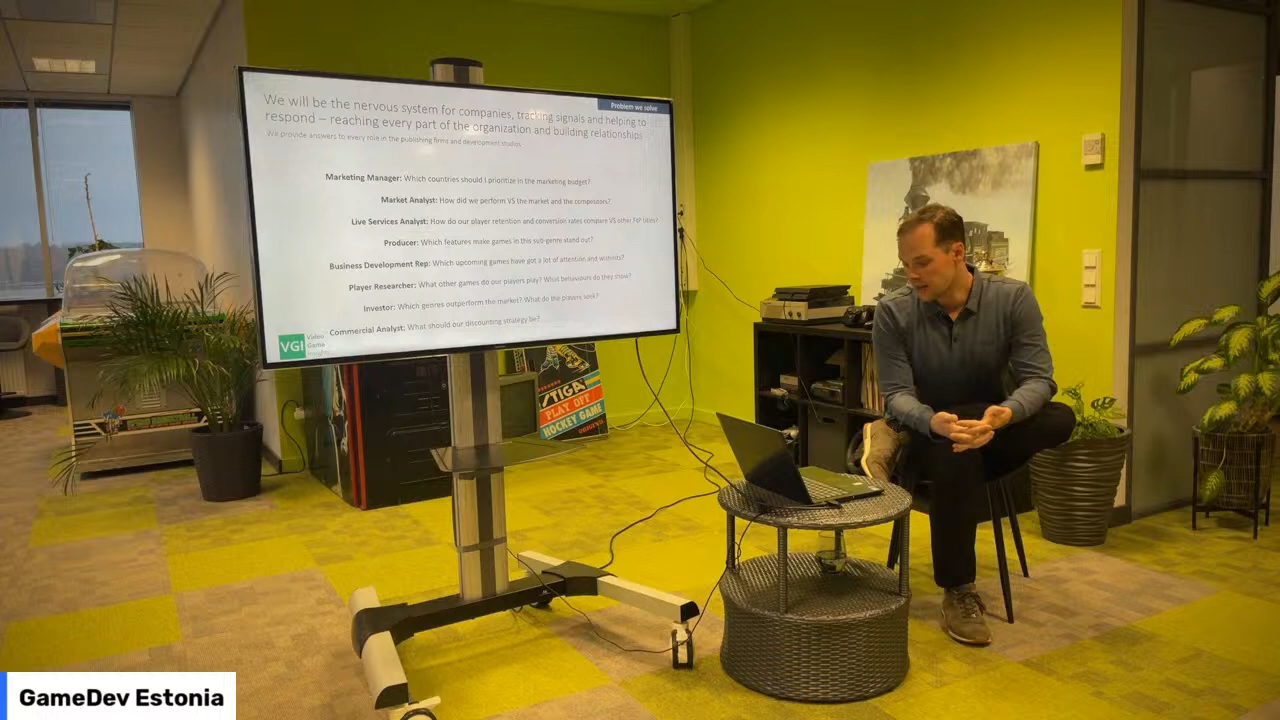 Problem we solve
We will be the nervous system for companies, tracking signals and helping to
respond – reaching every part of the organization and building relationships
We provide answers to every role in the publishing firms and development studios
Marketing Manager: Which countries should I prioritize in the marketing budget?
Market Analyst: How did we perform VS the market and the competitors?
Live Services Analyst: How do our player retention and conversion rates compare VS other F2P titles?
Producer: Which features make games in this sub-genre stand out?
Business Development Rep: Which upcoming games have got a lot of attention and wishlists?
Player Researcher: What other games do our players play? What behaviours do they show?
Investor: Which genres outperform the market? What do the players seek?
Commercial Analyst: What should our discounting strategy be?
VGI
Video
Game
Insights
STIGA
PLAY OFF
HOCKEY GAME
GameDev Estonia